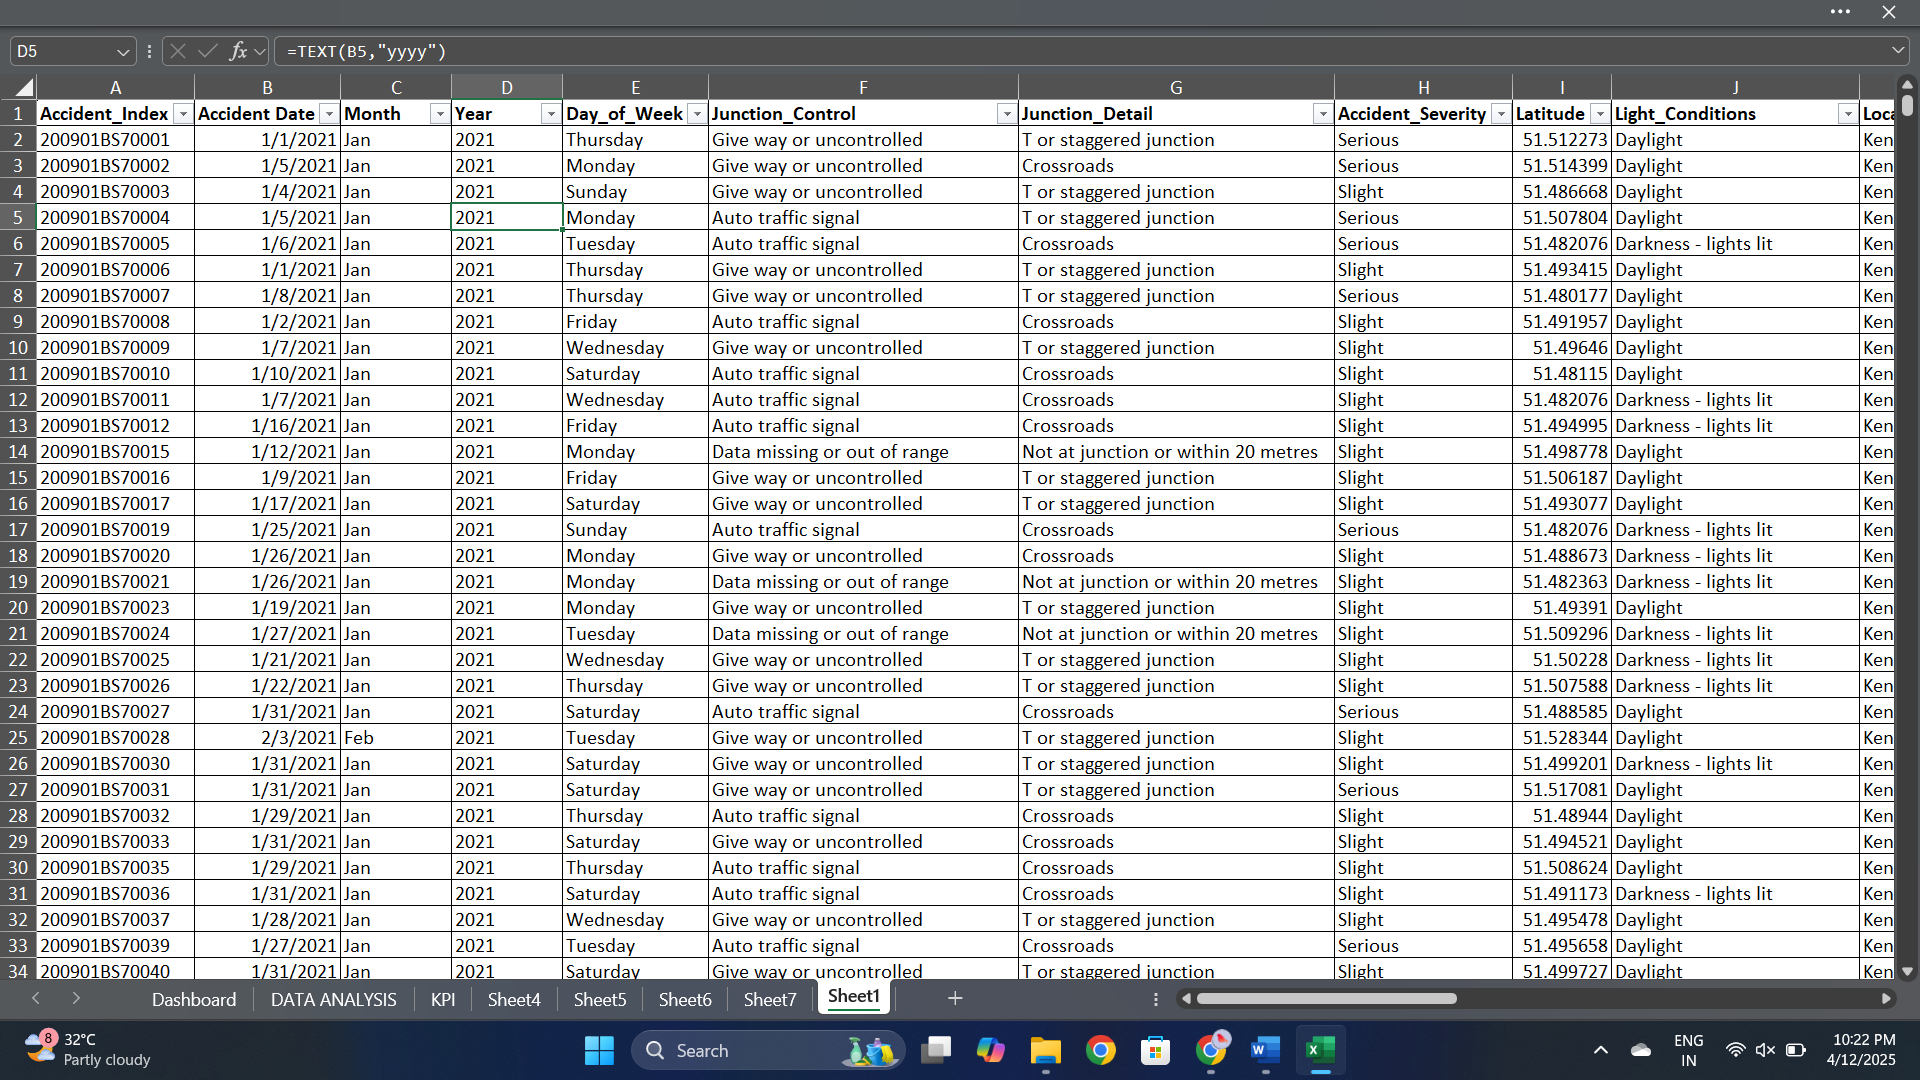 D5 fx =TEXT(B5,"yyyy")
A B C D E F G H I J
1 Accident_Index Accident Date Month Year Day_of_Week Junction_Control Junction_Detail Accident_Severity Latitude Light_Conditions Loca
2 200901BS70001 1/1/2021 Jan 2021 Thursday Give way or uncontrolled T or staggered junction Serious 51.512273 Daylight Ken
3 200901BS70002 1/5/2021 Jan 2021 Monday Give way or uncontrolled Crossroads Serious 51.514399 Daylight Ken
4 200901BS70003 1/4/2021 Jan 2021 Sunday Give way or uncontrolled T or staggered junction Slight 51.486668 Daylight Ken
5 200901BS70004 1/5/2021 Jan 2021 Monday Auto traffic signal T or staggered junction Serious 51.507804 Daylight Ken
6 200901BS70005 1/6/2021 Jan 2021 Tuesday Auto traffic signal Crossroads Serious 51.482076 Darkness - lights lit Ken
7 200901BS70006 1/1/2021 Jan 2021 Thursday Give way or uncontrolled T or staggered junction Slight 51.493415 Daylight Ken
8 200901BS70007 1/8/2021 Jan 2021 Thursday Give way or uncontrolled T or staggered junction Serious 51.480177 Daylight Ken
9 200901BS70008 1/2/2021 Jan 2021 Friday Auto traffic signal Crossroads Slight 51.491957 Daylight Ken
10 200901BS70009 1/7/2021 Jan 2021 Wednesday Give way or uncontrolled T or staggered junction Slight 51.49646 Daylight Ken
11 200901BS70010 1/10/2021 Jan 2021 Saturday Auto traffic signal Crossroads Slight 51.48115 Daylight Ken
12 200901BS70011 1/7/2021 Jan 2021 Wednesday Auto traffic signal Crossroads Slight 51.482076 Darkness - lights lit Ken
13 200901BS70012 1/16/2021 Jan 2021 Friday Auto traffic signal Crossroads Slight 51.494995 Darkness - lights lit Ken
14 200901BS70015 1/12/2021 Jan 2021 Monday Data missing or out of range Not at junction or within 20 metres Slight 51.498778 Daylight Ken
15 200901BS70016 1/9/2021 Jan 2021 Friday Give way or uncontrolled T or staggered junction Slight 51.506187 Daylight Ken
16 200901BS70017 1/17/2021 Jan 2021 Saturday Give way or uncontrolled T or staggered junction Slight 51.493077 Daylight Ken
17 200901BS70019 1/25/2021 Jan 2021 Sunday Auto traffic signal Crossroads Serious 51.482076 Darkness - lights lit Ken
18 200901BS70020 1/26/2021 Jan 2021 Monday Give way or uncontrolled Crossroads Slight 51.488673 Darkness - lights lit Ken
19 200901BS70021 1/26/2021 Jan 2021 Monday Data missing or out of range Not at junction or within 20 metres Slight 51.482363 Darkness - lights lit Ken
20 200901BS70023 1/19/2021 Jan 2021 Monday Give way or uncontrolled T or staggered junction Slight 51.49391 Daylight Ken
21 200901BS70024 1/27/2021 Jan 2021 Tuesday Data missing or out of range Not at junction or within 20 metres Slight 51.509296 Darkness - lights lit Ken
22 200901BS70025 1/21/2021 Jan 2021 Wednesday Give way or uncontrolled T or staggered junction Slight 51.50228 Darkness - lights lit Ken
23 200901BS70026 1/22/2021 Jan 2021 Thursday Give way or uncontrolled T or staggered junction Slight 51.507588 Darkness - lights lit Ken
24 200901BS70027 1/31/2021 Jan 2021 Saturday Auto traffic signal Crossroads Serious 51.488585 Daylight Ken
25 200901BS70028 2/3/2021 Feb 2021 Tuesday Give way or uncontrolled T or staggered junction Slight 51.528344 Daylight Ken
26 200901BS70030 1/31/2021 Jan 2021 Saturday Give way or uncontrolled T or staggered junction Slight 51.499201 Darkness - lights lit Ken
27 200901BS70031 1/31/2021 Jan 2021 Saturday Give way or uncontrolled T or staggered junction Serious 51.517081 Daylight Ken
28 200901BS70032 1/29/2021 Jan 2021 Thursday Auto traffic signal Crossroads Slight 51.48944 Daylight Ken
29 200901BS70033 1/31/2021 Jan 2021 Saturday Give way or uncontrolled Crossroads Slight 51.494521 Daylight Ken
30 200901BS70035 1/29/2021 Jan 2021 Thursday Auto traffic signal Crossroads Slight 51.508624 Daylight Ken
31 200901BS70036 1/31/2021 Jan 2021 Saturday Auto traffic signal Crossroads Slight 51.491173 Darkness - lights lit Ken
32 200901BS70037 1/28/2021 Jan 2021 Wednesday Give way or uncontrolled T or staggered junction Slight 51.495478 Daylight Ken
33 200901BS70039 1/27/2021 Jan 2021 Tuesday Auto traffic signal Crossroads Serious 51.495658 Daylight Ken
34 200901BS70040 1/31/2021 Jan 2021 Saturday Give way or uncontrolled T or staggered junction Slight 51.499727 Daylight Ken
Dashboard DATA ANALYSIS KPI Sheet4 Sheet5 Sheet6 Sheet7 Sheet1
8 32°C
Partly cloudy
Search
W
X
ENG
IN
10:22 PM
4/12/2025